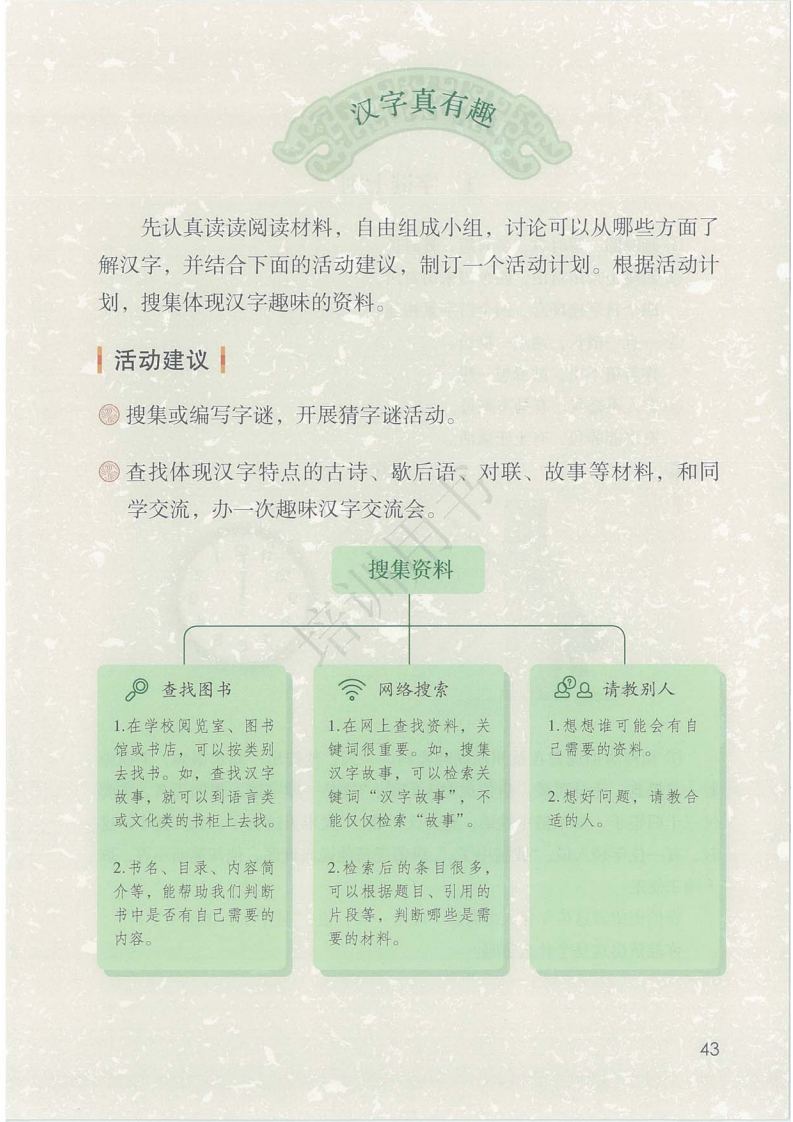 汉字真有趣
先认真读读阅读材料，自由组成小组，讨论可以从哪些方面了
解汉字，并结合下面的活动建议，制订一个活动计划。根据活动计
划，搜集体现汉字趣味的资料。
活动建议
搜集或编写字谜，开展猜字谜活动。
查找体现汉字特点的古诗、歇后语、对联、故事等材料，和同
学交流，办一次趣味汉字交流会。
培训用书
搜集资料
查找图书
1.在学校阅览室、图书
馆或书店，可以按类别
去找书。如，查找汉字
故事，就可以到语言类
或文化类的书柜上去找。
2.书名、目录、内容简
介等，能帮助我们判断
书中是否有自己需要的
内容。
网络搜索
1.在网上查找资料，关
键词很重要。如，搜集
汉字故事，可以检索关
键词“汉字故事”，不
能仅仅检索“故事”。
2.检索后的条目很多，
可以根据题目、引用的
片段等，判断哪些是需
要的材料。
请教别人
1.想想谁可能会有自
己需要的资料。
2.想好问题，请教合
适的人。
43